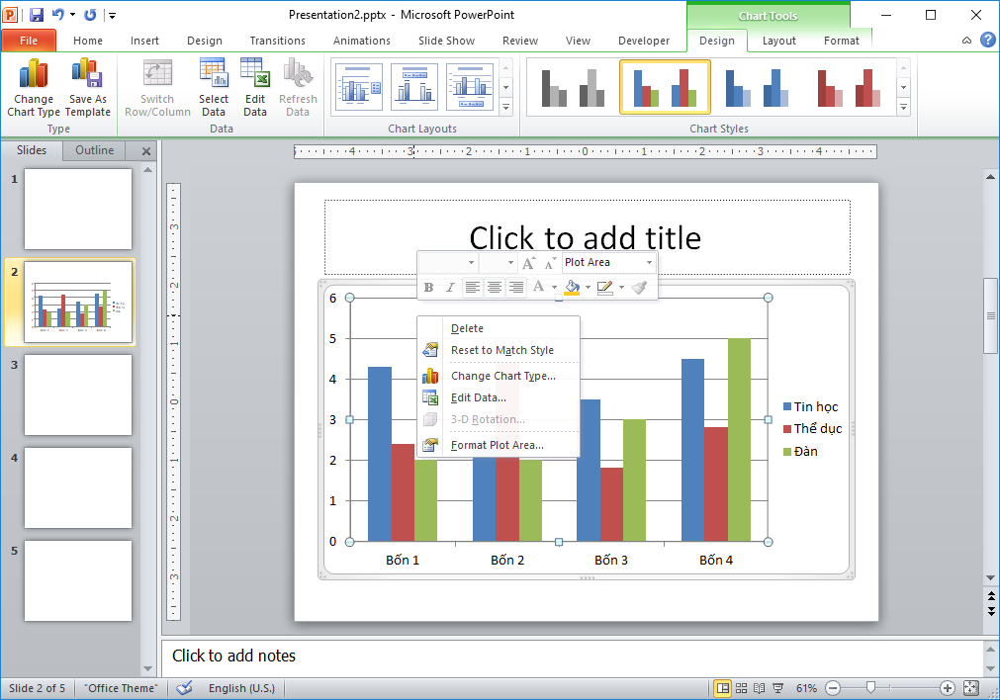 Presentation2.pptx - Microsoft PowerPoint
Chart Tools
File Home Insert Design Transitions Animations Slide Show Review View Developer Design Layout Format
Change Chart Type
Save As Template
Switch Row/Column
Select Data
Edit Data
Refresh Data
Type
Data
Chart Layouts
Chart Styles
Slides Outline
1
2
3
4
5
Click to add title
Plot Area
B I A
Delete
Reset to Match Style
Change Chart Type...
Edit Data...
3-D Rotation...
Format Plot Area...
6
5
4
3
2
1
0
Bốn 1 Bốn 2 Bốn 3 Bốn 4
Tin học
Thể dục
Đàn
Click to add notes
Slide 2 of 5 "Office Theme" English (U.S.) 61%